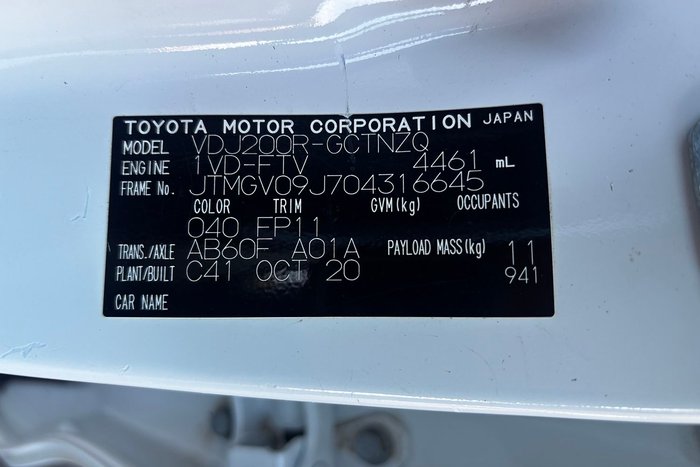 TOYOTA MOTOR CORPORATION JAPAN
MODEL VDJ200R-GCTNZQ
ENGINE 1VD-FTV 4461 mL
FRAME No. JTMGV09J704316645
COLOR TRIM GVM(kg) OCCUPANTS
040 FP11
TRANS./AXLE AB60F A01A PAYLOAD MASS(kg) 11
PLANT/BUILT C41 OCT 20 941
CAR NAME